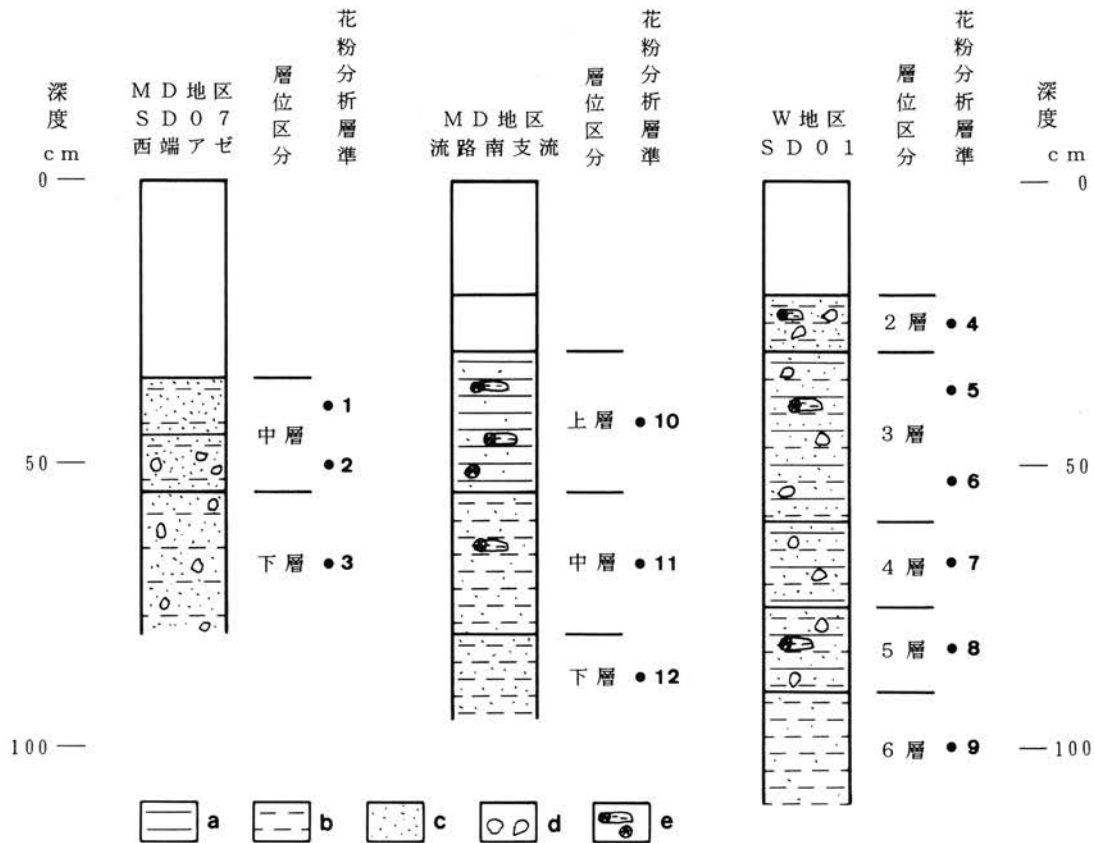 深度
cm
0
50
100
MD地区
SD07
西端アゼ
層位区分
花粉分析層準
中層
下層
1
2
3
MD地区
流路南支流
層位区分
花粉分析層準
上層
中層
下層
10
11
12
W地区
SD01
層位区分
花粉分析層準
2層
3層
4層
5層
6層
4
5
6
7
8
9
深度
cm
0
50
100
a
b
c
d
e